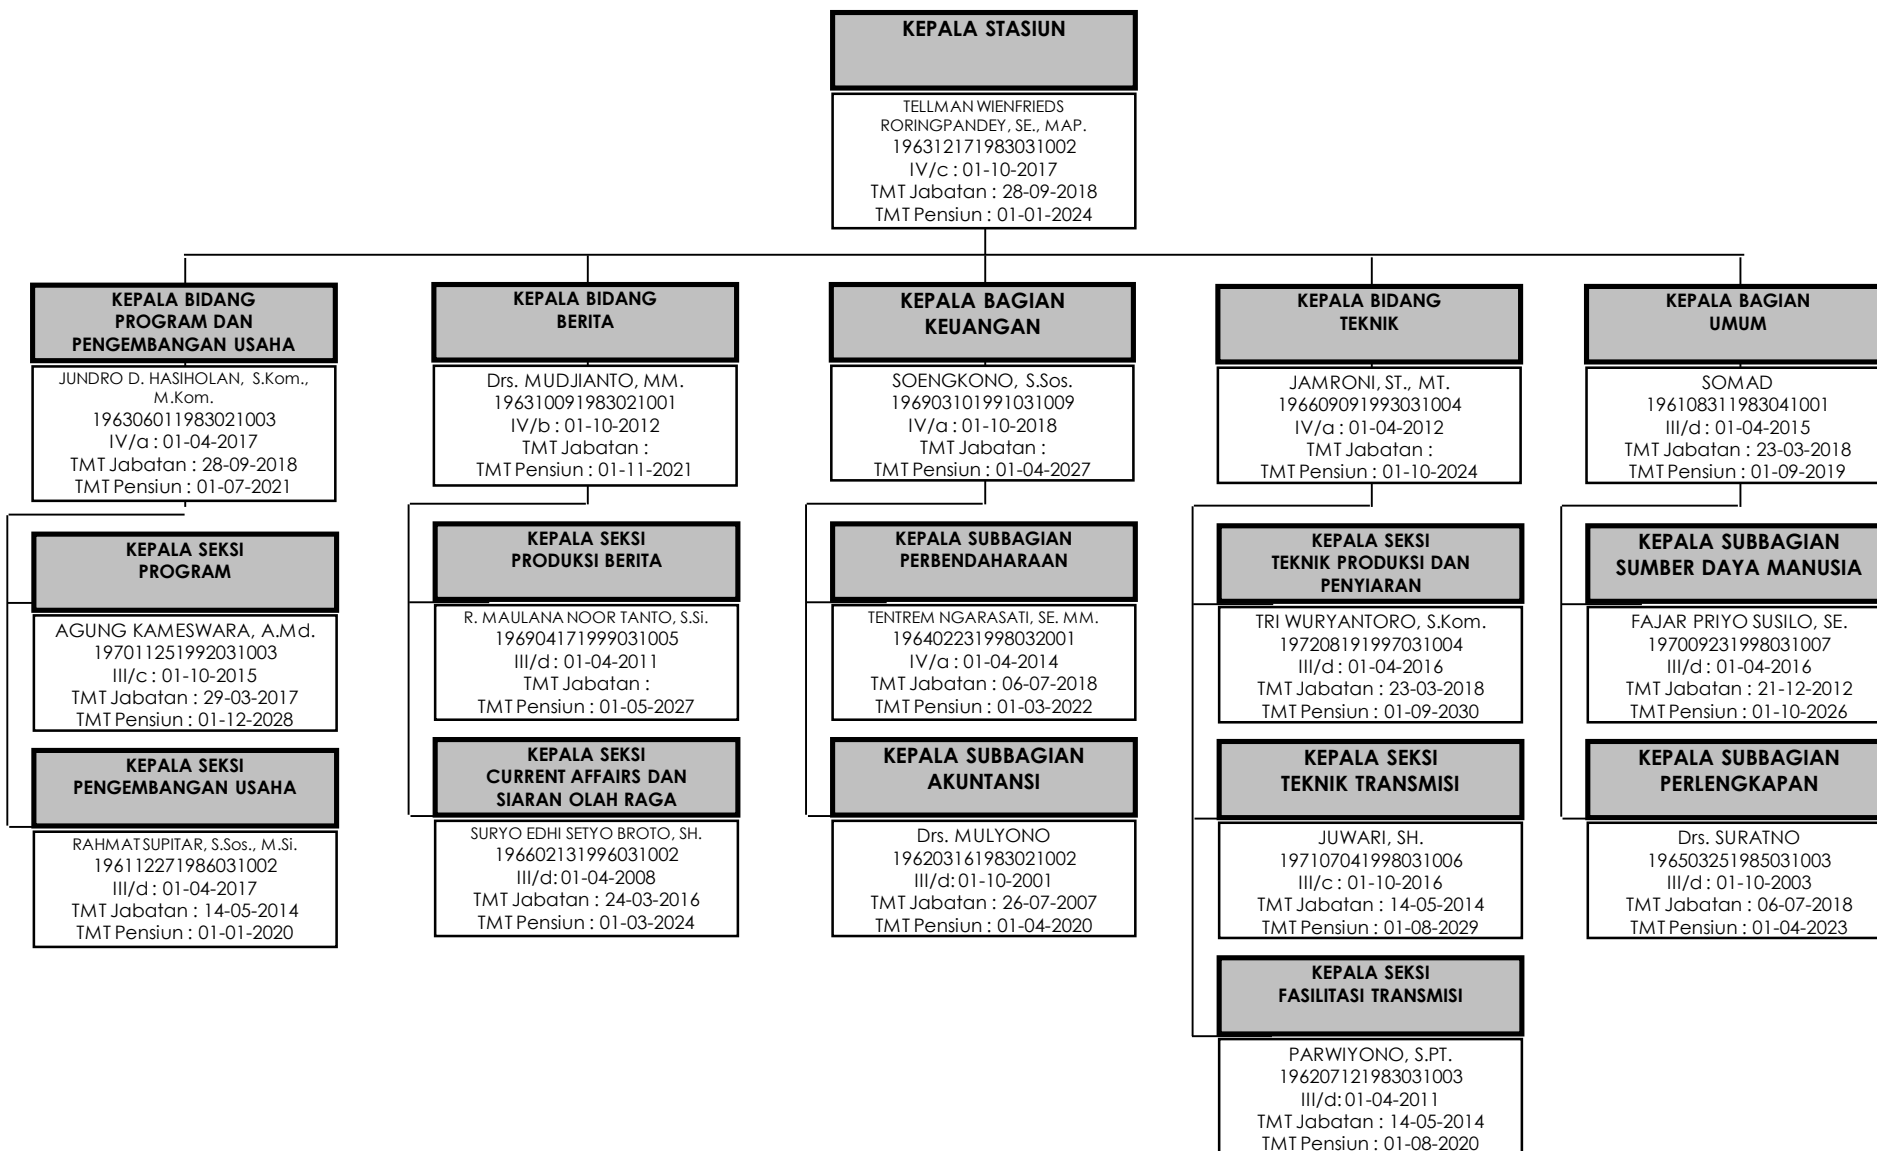 KEPALA STASIUN
TELLMAN WIENFRIEDS
RORINGPANDEY, SE., MAP.
196312171983031002
IV/c : 01-10-2017
TMT Jabatan : 28-09-2018
TMT Pensiun : 01-01-2024
KEPALA BIDANG
PROGRAM DAN
PENGEMBANGAN USAHA
JUNDRO D. HASIHOLAN, S.Kom.,
M.Kom.
196306011983021003
IV/a : 01-04-2017
TMT Jabatan : 28-09-2018
TMT Pensiun : 01-07-2021
KEPALA SEKSI
PROGRAM
AGUNG KAMESWARA, A.Md.
197011251992031003
III/c : 01-10-2015
TMT Jabatan : 29-03-2017
TMT Pensiun : 01-12-2028
KEPALA SEKSI
PENGEMBANGAN USAHA
RAHMAT SUPITAR, S.Sos., M.Si.
196112271986031002
III/d : 01-04-2017
TMT Jabatan : 14-05-2014
TMT Pensiun : 01-01-2020
KEPALA BIDANG
BERITA
Drs. MUDJIANTO, MM.
196310091983021001
IV/b : 01-10-2012
TMT Jabatan :
TMT Pensiun : 01-11-2021
KEPALA SEKSI
PRODUKSI BERITA
R. MAULANA NOOR TANTO, S.Si.
196904171999031005
III/d : 01-04-2011
TMT Jabatan :
TMT Pensiun : 01-05-2027
KEPALA SEKSI
CURRENT AFFAIRS DAN
SIARAN OLAH RAGA
SURYO EDHI SETYO BROTO, SH.
196602131996031002
III/d: 01-04-2008
TMT Jabatan : 24-03-2016
TMT Pensiun : 01-03-2024
KEPALA BAGIAN
KEUANGAN
SOENGKONO, S.Sos.
196903101991031009
IV/a : 01-10-2018
TMT Jabatan :
TMT Pensiun : 01-04-2027
KEPALA SUBBAGIAN
PERBENDAHARAAN
TENTREM NGARASATI, SE. MM.
196402231998032001
IV/a : 01-04-2014
TMT Jabatan : 06-07-2018
TMT Pensiun : 01-03-2022
KEPALA SUBBAGIAN
AKUNTANSI
Drs. MULYONO
196203161983021002
III/d: 01-10-2001
TMT Jabatan : 26-07-2007
TMT Pensiun : 01-04-2020
KEPALA BIDANG
TEKNIK
JAMRONI, ST., MT.
196609091993031004
IV/a : 01-04-2012
TMT Jabatan :
TMT Pensiun : 01-10-2024
KEPALA SEKSI
TEKNIK PRODUKSI DAN
PENYIARAN
TRI WURYANTORO, S.Kom.
197208191997031004
III/d : 01-04-2016
TMT Jabatan : 23-03-2018
TMT Pensiun : 01-09-2030
KEPALA SEKSI
TEKNIK TRANSMISI
JUWARI, SH.
197107041998031006
III/c : 01-10-2016
TMT Jabatan : 14-05-2014
TMT Pensiun : 01-08-2029
KEPALA SEKSI
FASILITASI TRANSMISI
PARWIYONO, S.PT.
196207121983031003
III/d: 01-04-2011
TMT Jabatan : 14-05-2014
TMT Pensiun : 01-08-2020
KEPALA BAGIAN
UMUM
SOMAD
196108311983041001
III/d : 01-04-2015
TMT Jabatan : 23-03-2018
TMT Pensiun : 01-09-2019
KEPALA SUBBAGIAN
SUMBER DAYA MANUSIA
FAJAR PRIYO SUSILO, SE.
197009231998031007
III/d : 01-04-2016
TMT Jabatan : 21-12-2012
TMT Pensiun : 01-10-2026
KEPALA SUBBAGIAN
PERLENGKAPAN
Drs. SURATNO
196503251985031003
III/d : 01-10-2003
TMT Jabatan : 06-07-2018
TMT Pensiun : 01-04-2023